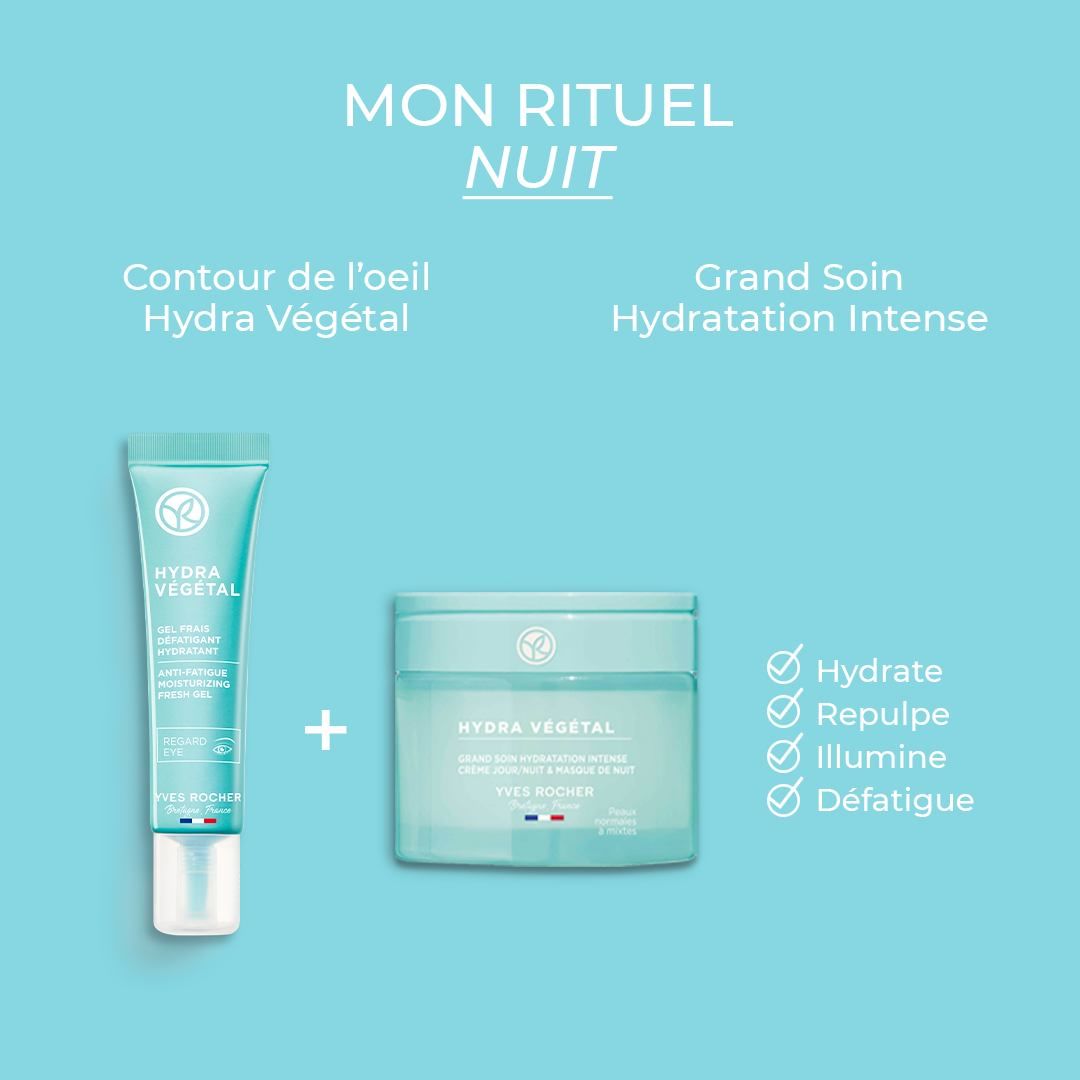 MON RITUEL
NUIT
Contour de l’oeil
Hydra Végétal
Grand Soin
Hydratation Intense
HYDRA
VÉGÉTAL
GEL FRAIS
DÉFATIGANT
HYDRATANT
ANTI-FATIGUE
MOISTURIZING
FRESH GEL
REGARD
EYE
YVES ROCHER
Bretagne, France
+
HYDRA VÉGÉTAL
GRAND SOIN HYDRATATION INTENSE
CRÈME JOUR/NUIT & MASQUE DE NUIT
YVES ROCHER
Bretagne, France
Peaux
normales
à mixtes
Hydrate
Repulpe
Illumine
Défatigue